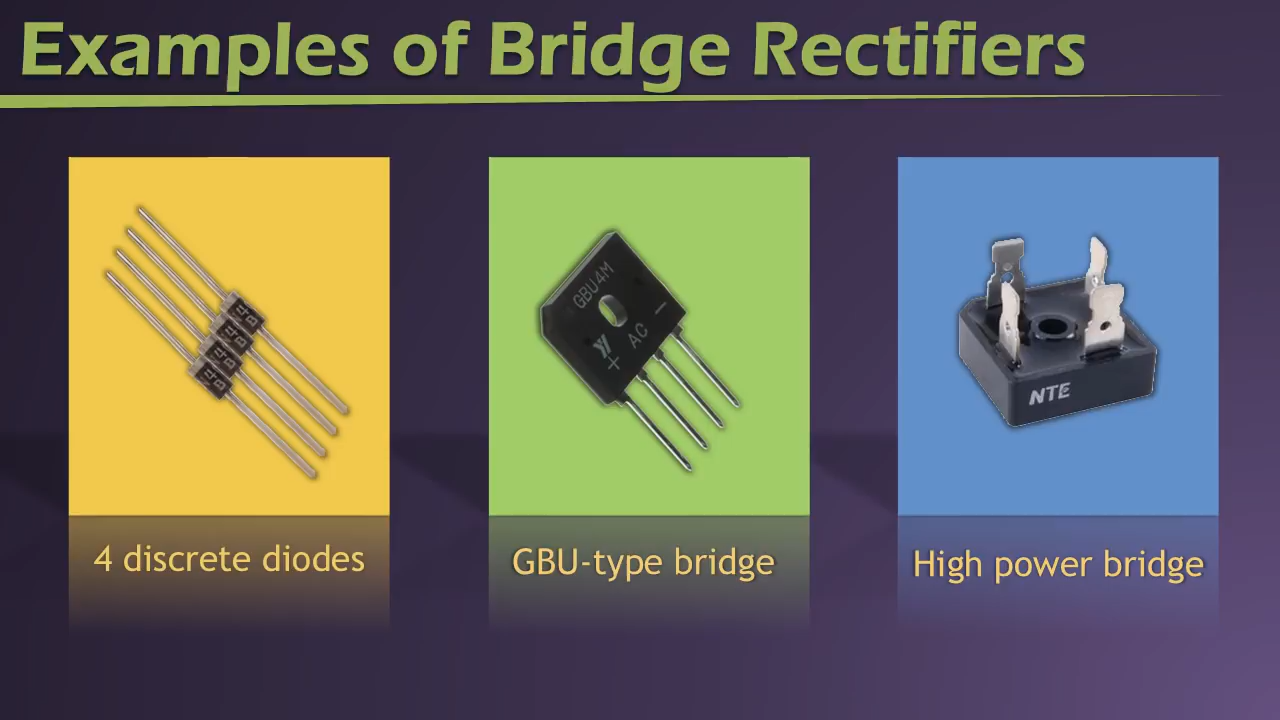 Examples of Bridge Rectifiers
GBU4M
AC
+
−
NTE
4 discrete diodes
GBU-type bridge
High power bridge